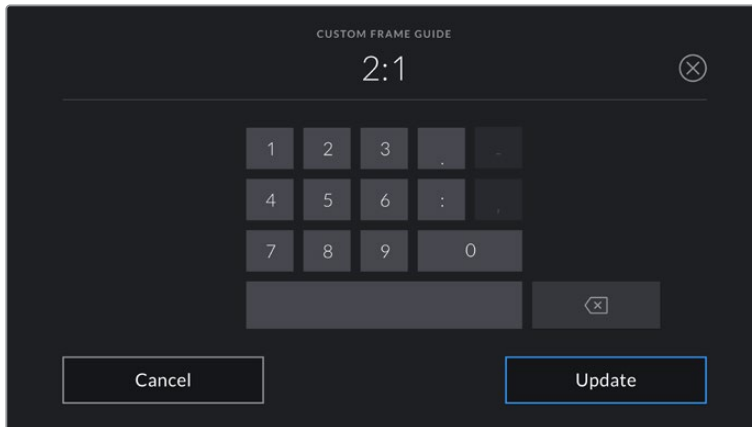 CUSTOM FRAME GUIDE
2:1
1 2 3 . -
4 5 6 : ,
7 8 9 0
Cancel Update